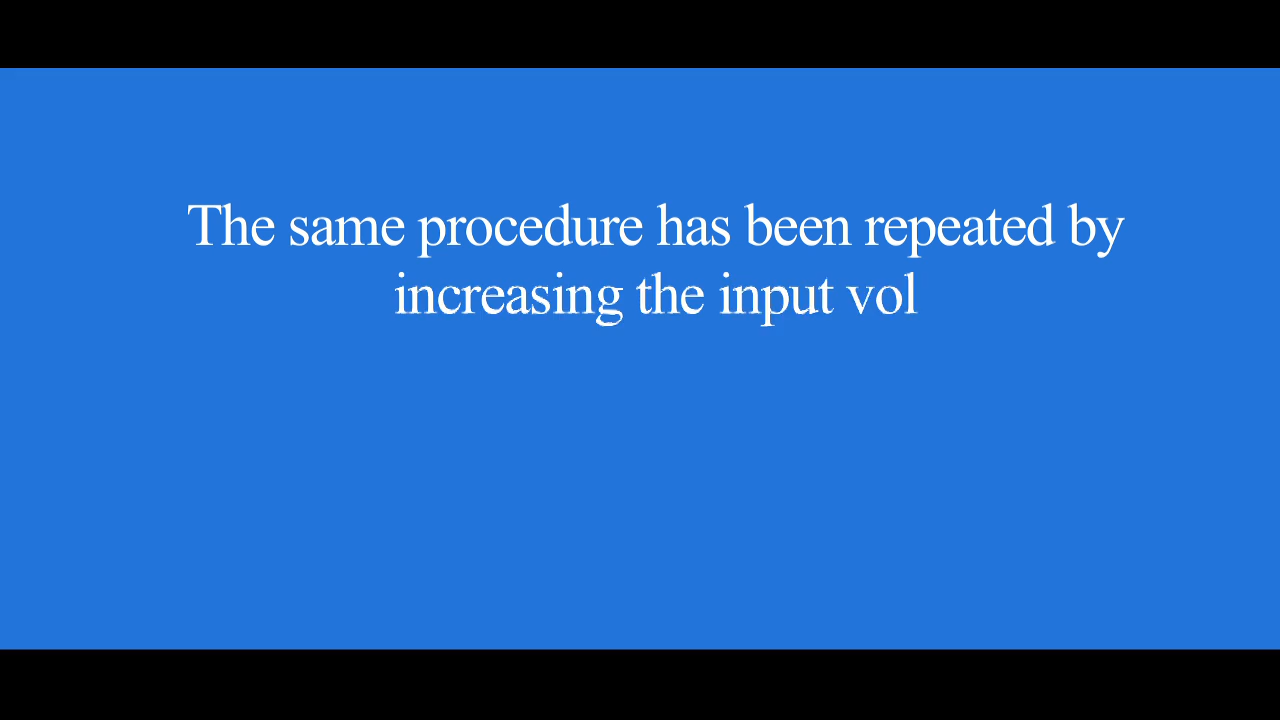 The same procedure has been repeated by
increasing the input vol